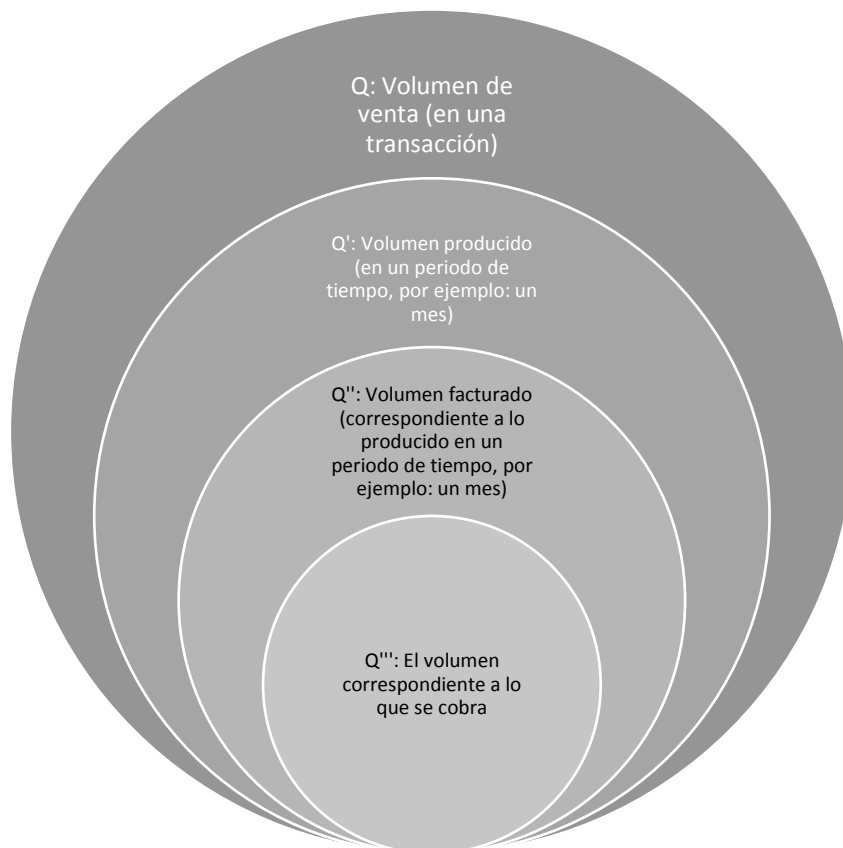 Q: Volumen de
venta (en una
transacción)
Q': Volumen producido
(en un periodo de
tiempo, por ejemplo: un
mes)
Q'': Volumen facturado
(correspondiente a lo
producido en un
periodo de tiempo, por
ejemplo: un mes)
Q''': El volumen
correspondiente a lo
que se cobra